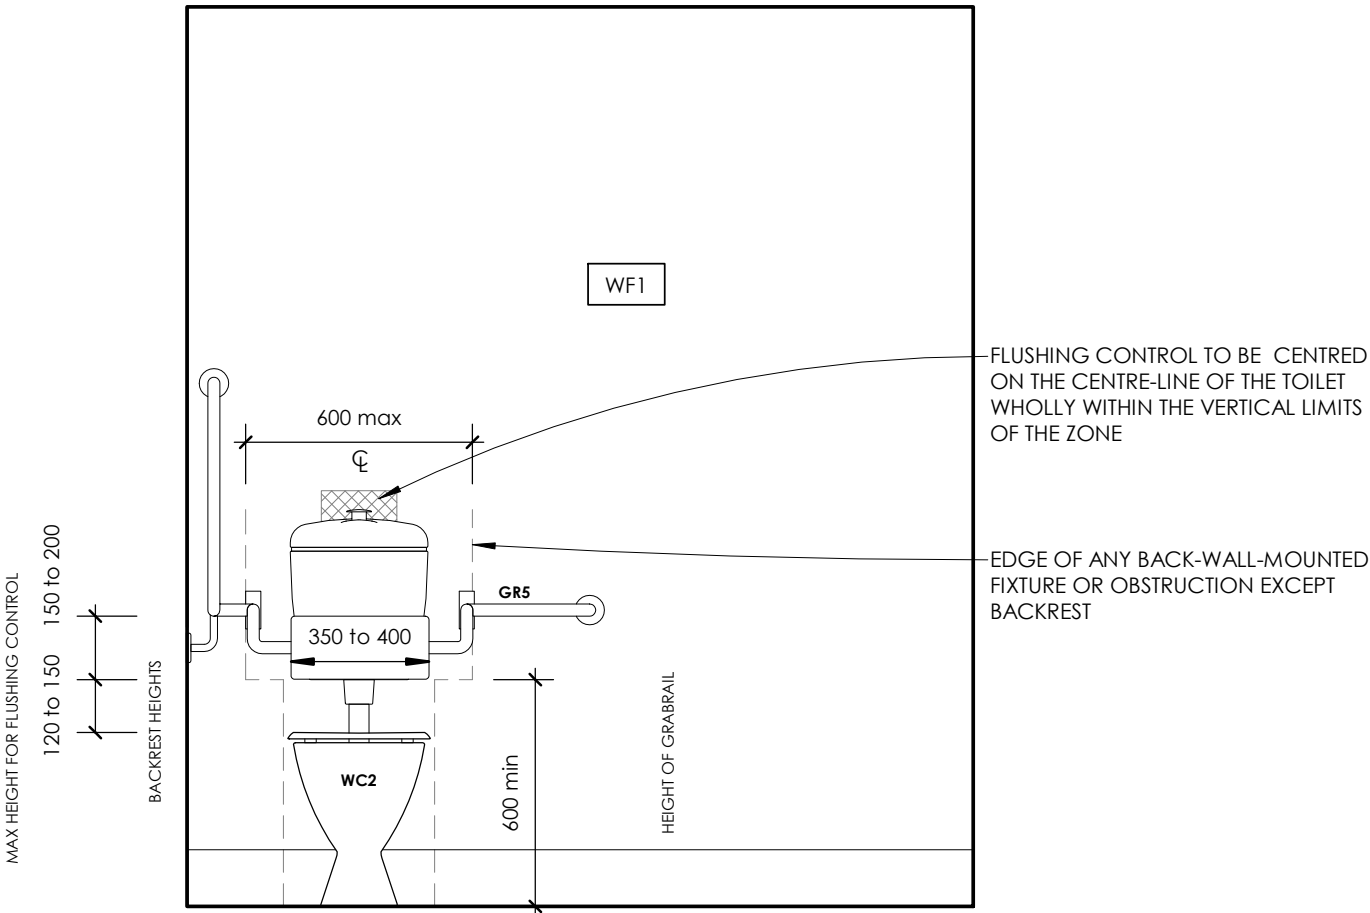 WF1
FLUSHING CONTROL TO BE CENTRED
ON THE CENTRE-LINE OF THE TOILET
WHOLLY WITHIN THE VERTICAL LIMITS
OF THE ZONE
600 max
℄
EDGE OF ANY BACK-WALL-MOUNTED
FIXTURE OR OBSTRUCTION EXCEPT
BACKREST
GR5
350 to 400
MAX HEIGHT FOR FLUSHING CONTROL
150 to 200
120 to 150
BACKREST HEIGHTS
WC2
600 min
HEIGHT OF GRABRAIL